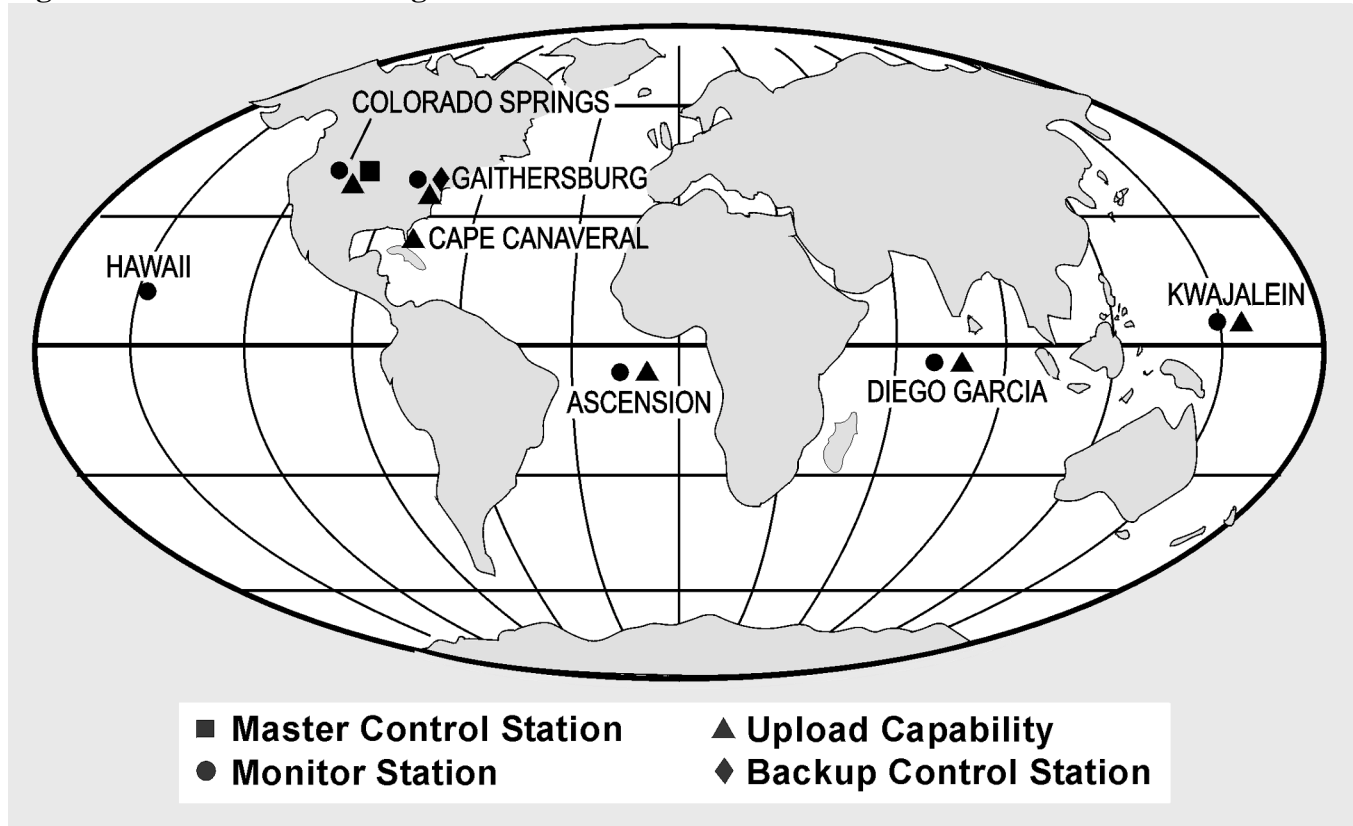 COLORADO SPRINGS
GAITHERSBURG
CAPE CANAVERAL
HAWAII
KWAJALEIN
ASCENSION
DIEGO GARCIA
Master Control Station
Upload Capability
Monitor Station
Backup Control Station